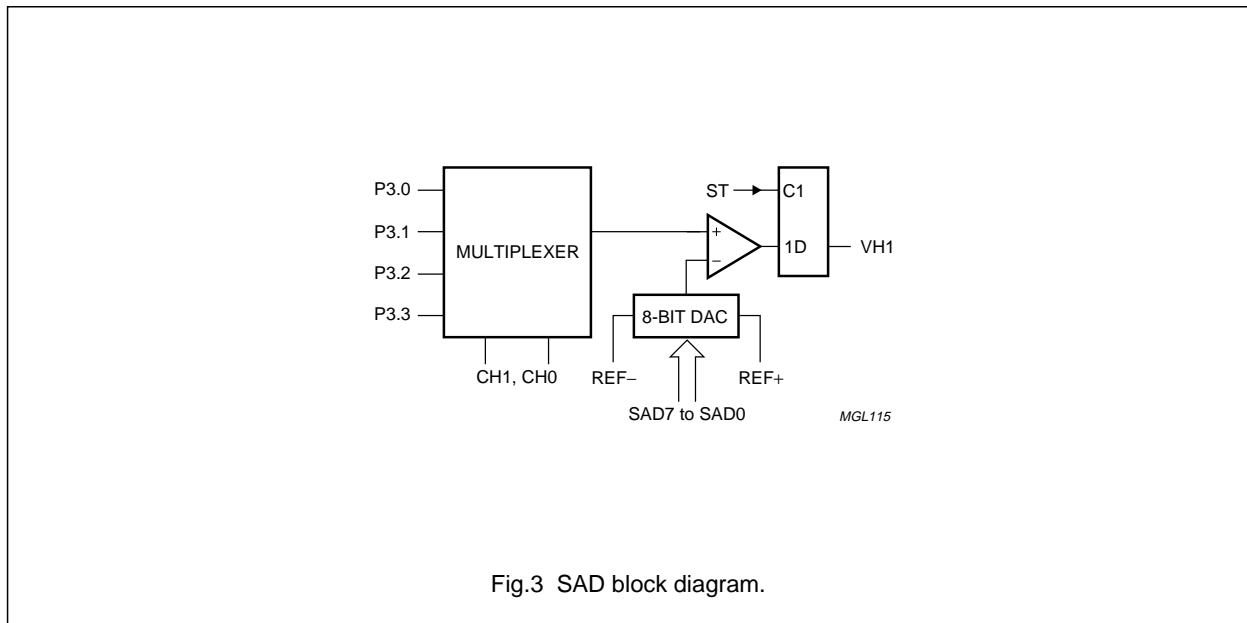 P3.0
P3.1
P3.2
P3.3
MULTIPLEXER
CH1, CH0
ST
C1
+
−
1D
VH1
8-BIT DAC
REF−
REF+
SAD7 to SAD0
MGL115
Fig.3 SAD block diagram.